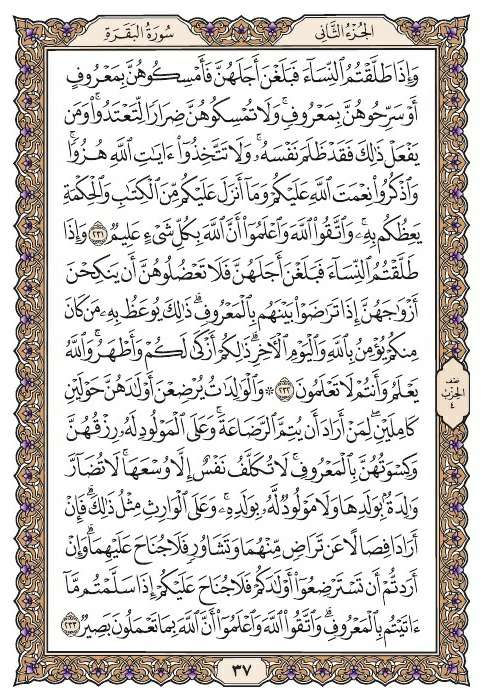 الجزء الثاني
سورة البقرة
وَإِذَا طَلَّقْتُمُ ٱلنِّسَآءَ فَبَلَغْنَ أَجَلَهُنَّ فَأَمْسِكُوهُنَّ بِمَعْرُوفٍ
أَوْ سَرِّحُوهُنَّ بِمَعْرُوفٍۚ وَلَا تُمْسِكُوهُنَّ ضِرَارًا لِّتَعْتَدُوا۟ۚ وَمَن
يَفْعَلْ ذَٰلِكَ فَقَدْ ظَلَمَ نَفْسَهُۥۚ وَلَا تَتَّخِذُوٓا۟ ءَايَٰتِ ٱللَّهِ هُزُوًاۚ
وَٱذْكُرُوا۟ نِعْمَتَ ٱللَّهِ عَلَيْكُمْ وَمَآ أَنزَلَ عَلَيْكُم مِّنَ ٱلْكِتَٰبِ وَٱلْحِكْمَةِ
يَعِظُكُم بِهِۦۚ وَٱتَّقُوا۟ ٱللَّهَ وَٱعْلَمُوٓا۟ أَنَّ ٱللَّهَ بِكُلِّ شَىْءٍ عَلِيمٌ ٢٣١ وَإِذَا
طَلَّقْتُمُ ٱلنِّسَآءَ فَبَلَغْنَ أَجَلَهُنَّ فَلَا تَعْضُلُوهُنَّ أَن يَنكِحْنَ
أَزْوَٰجَهُنَّ إِذَا تَرَٰضَوْا۟ بَيْنَهُم بِٱلْمَعْرُوفِۗ ذَٰلِكَ يُوعَظُ بِهِۦ مَن كَانَ
مِنكُمْ يُؤْمِنُ بِٱللَّهِ وَٱلْيَوْمِ ٱلْءَاخِرِۗ ذَٰلِكُمْ أَزْكَىٰ لَكُمْ وَأَطْهَرُۚ وَٱللَّهُ
يَعْلَمُ وَأَنتُمْ لَا تَعْلَمُونَ ٢٣٢ ۞ وَٱلْوَٰلِدَٰتُ يُرْضِعْنَ أَوْلَٰدَهُنَّ حَوْلَيْنِ
كَامِلَيْنِۖ لِمَنْ أَرَادَ أَن يُتِمَّ ٱلرَّضَاعَةَۚ وَعَلَى ٱلْمَوْلُودِ لَهُۥ رِزْقُهُنَّ
وَكِسْوَتُهُنَّ بِٱلْمَعْرُوفِۚ لَا تُكَلَّفُ نَفْسٌ إِلَّا وُسْعَهَاۚ لَا تُضَآرَّ
وَٰلِدَةٌۢ بِوَلَدِهَا وَلَا مَوْلُودٌ لَّهُۥ بِوَلَدِهِۦۚ وَعَلَى ٱلْوَارِثِ مِثْلُ ذَٰلِكَۗ فَإِنْ
أَرَادَا فِصَالًا عَن تَرَاضٍ مِّنْهُمَا وَتَشَاوُرٍ فَلَا جُنَاحَ عَلَيْهِمَاۗ وَإِنْ
أَرَدتُّمْ أَن تَسْتَرْضِعُوٓا۟ أَوْلَٰدَكُمْ فَلَا جُنَاحَ عَلَيْكُمْ إِذَا سَلَّمْتُم مَّآ
ءَاتَيْتُم بِٱلْمَعْرُوفِۗ وَٱتَّقُوا۟ ٱللَّهَ وَٱعْلَمُوٓا۟ أَنَّ ٱللَّهَ بِمَا تَعْمَلُونَ بَصِيرٌ ٢٣٣
نصف
الحزب
٤
٣٧